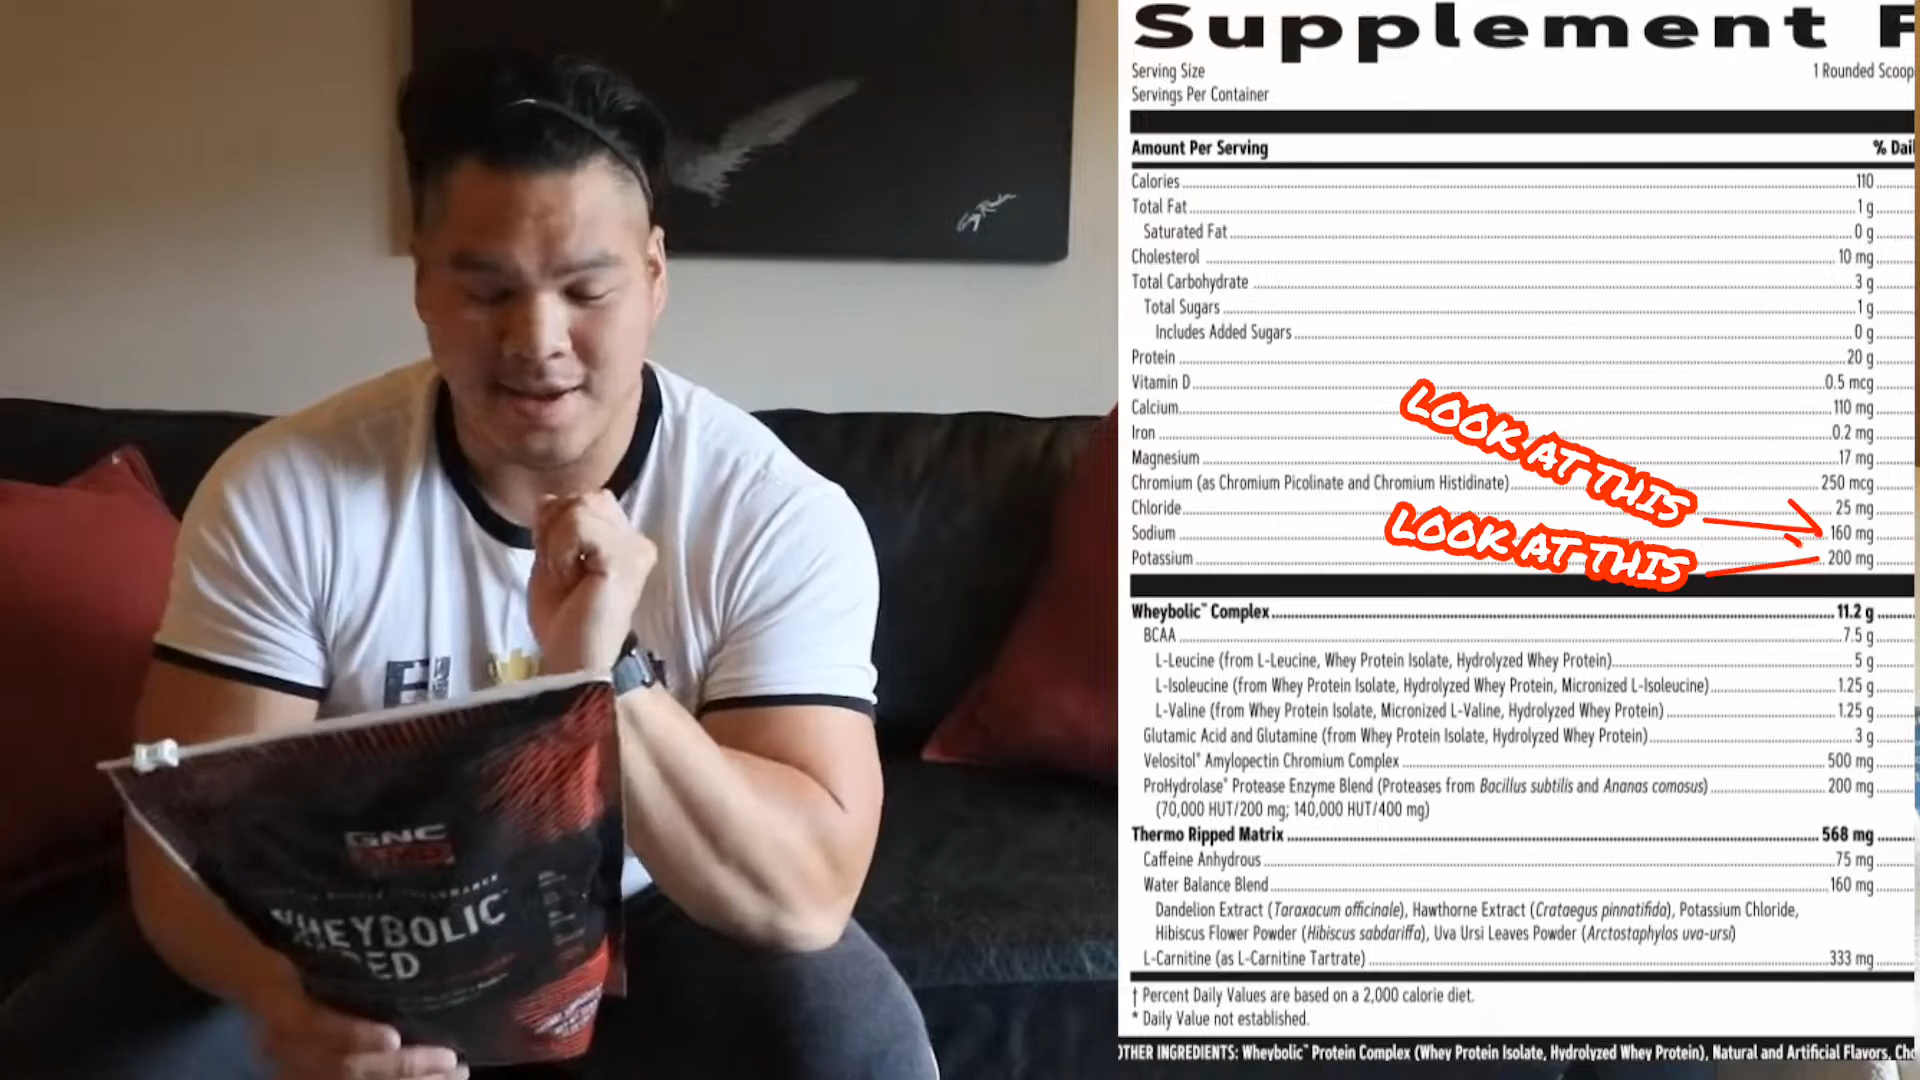 Supplement F
Serving Size 1 Rounded Scoop
Servings Per Container
Amount Per Serving % Dail
Calories 110
Total Fat 1 g
Saturated Fat 0 g
Cholesterol 10 mg
Total Carbohydrate 3 g
Total Sugars 1 g
Includes Added Sugars 0 g
Protein 20 g
Vitamin D 0.5 mcg
Calcium 110 mg
Iron 0.2 mg
Magnesium 17 mg
Chromium (as Chromium Picolinate and Chromium Histidinate) 250 mcg
Chloride 25 mg
Sodium 160 mg
Potassium 200 mg
LOOK AT THIS
LOOK AT THIS
Wheybolic™ Complex 11.2 g
BCAA 7.5 g
L-Leucine (from L-Leucine, Whey Protein Isolate, Hydrolyzed Whey Protein) 5 g
L-Isoleucine (from Whey Protein Isolate, Hydrolyzed Whey Protein, Micronized L-Isoleucine) 1.25 g
L-Valine (from Whey Protein Isolate, Micronized L-Valine, Hydrolyzed Whey Protein) 1.25 g
Glutamic Acid and Glutamine (from Whey Protein Isolate, Hydrolyzed Whey Protein) 3 g
Velositol® Amylopectin Chromium Complex 500 mg
ProHydrolase® Protease Enzyme Blend (Proteases from Bacillus subtilis and Ananas comosus) 200 mg
(70,000 HUT/200 mg; 140,000 HUT/400 mg)
Thermo Ripped Matrix 568 mg
Caffeine Anhydrous 75 mg
Water Balance Blend 160 mg
Dandelion Extract (Taraxacum officinale), Hawthorne Extract (Crataegus pinnatifida), Potassium Chloride,
Hibiscus Flower Powder (Hibiscus sabdariffa), Uva Ursi Leaves Powder (Arctostaphylos uva-ursi)
L-Carnitine (as L-Carnitine Tartrate) 333 mg
† Percent Daily Values are based on a 2,000 calorie diet.
* Daily Value not established.
OTHER INGREDIENTS: Wheybolic™ Protein Complex (Whey Protein Isolate, Hydrolyzed Whey Protein), Natural and Artificial Flavors, Cho
GNC
AMP
WHEYBOLIC